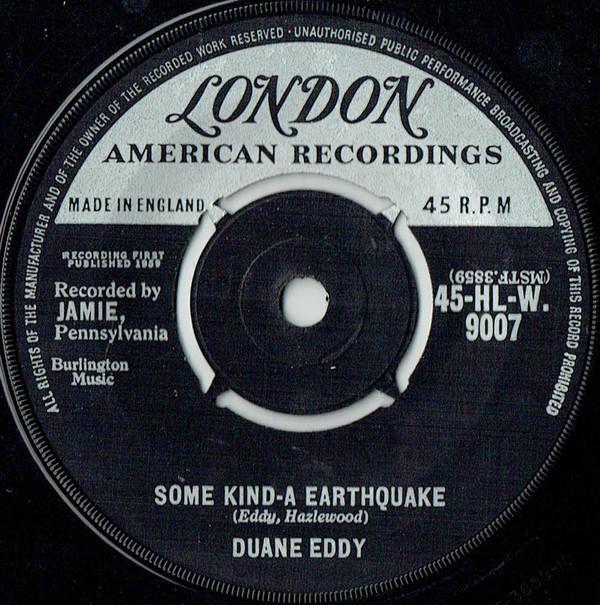 ALL RIGHTS OF THE MANUFACTURER AND OF THE OWNER OF THE RECORDED WORK RESERVED · UNAUTHORISED PUBLIC PERFORMANCE BROADCASTING AND COPYING OF THIS RECORD PROHIBITED
LONDON
AMERICAN RECORDINGS
MADE IN ENGLAND
45 R.P.M
RECORDING FIRST
PUBLISHED 1959
Recorded by
JAMIE,
Pennsylvania
Burlington
Music
(MSTF.3859)
45-HL-W.
9007
SOME KIND-A EARTHQUAKE
(Eddy, Hazlewood)
DUANE EDDY